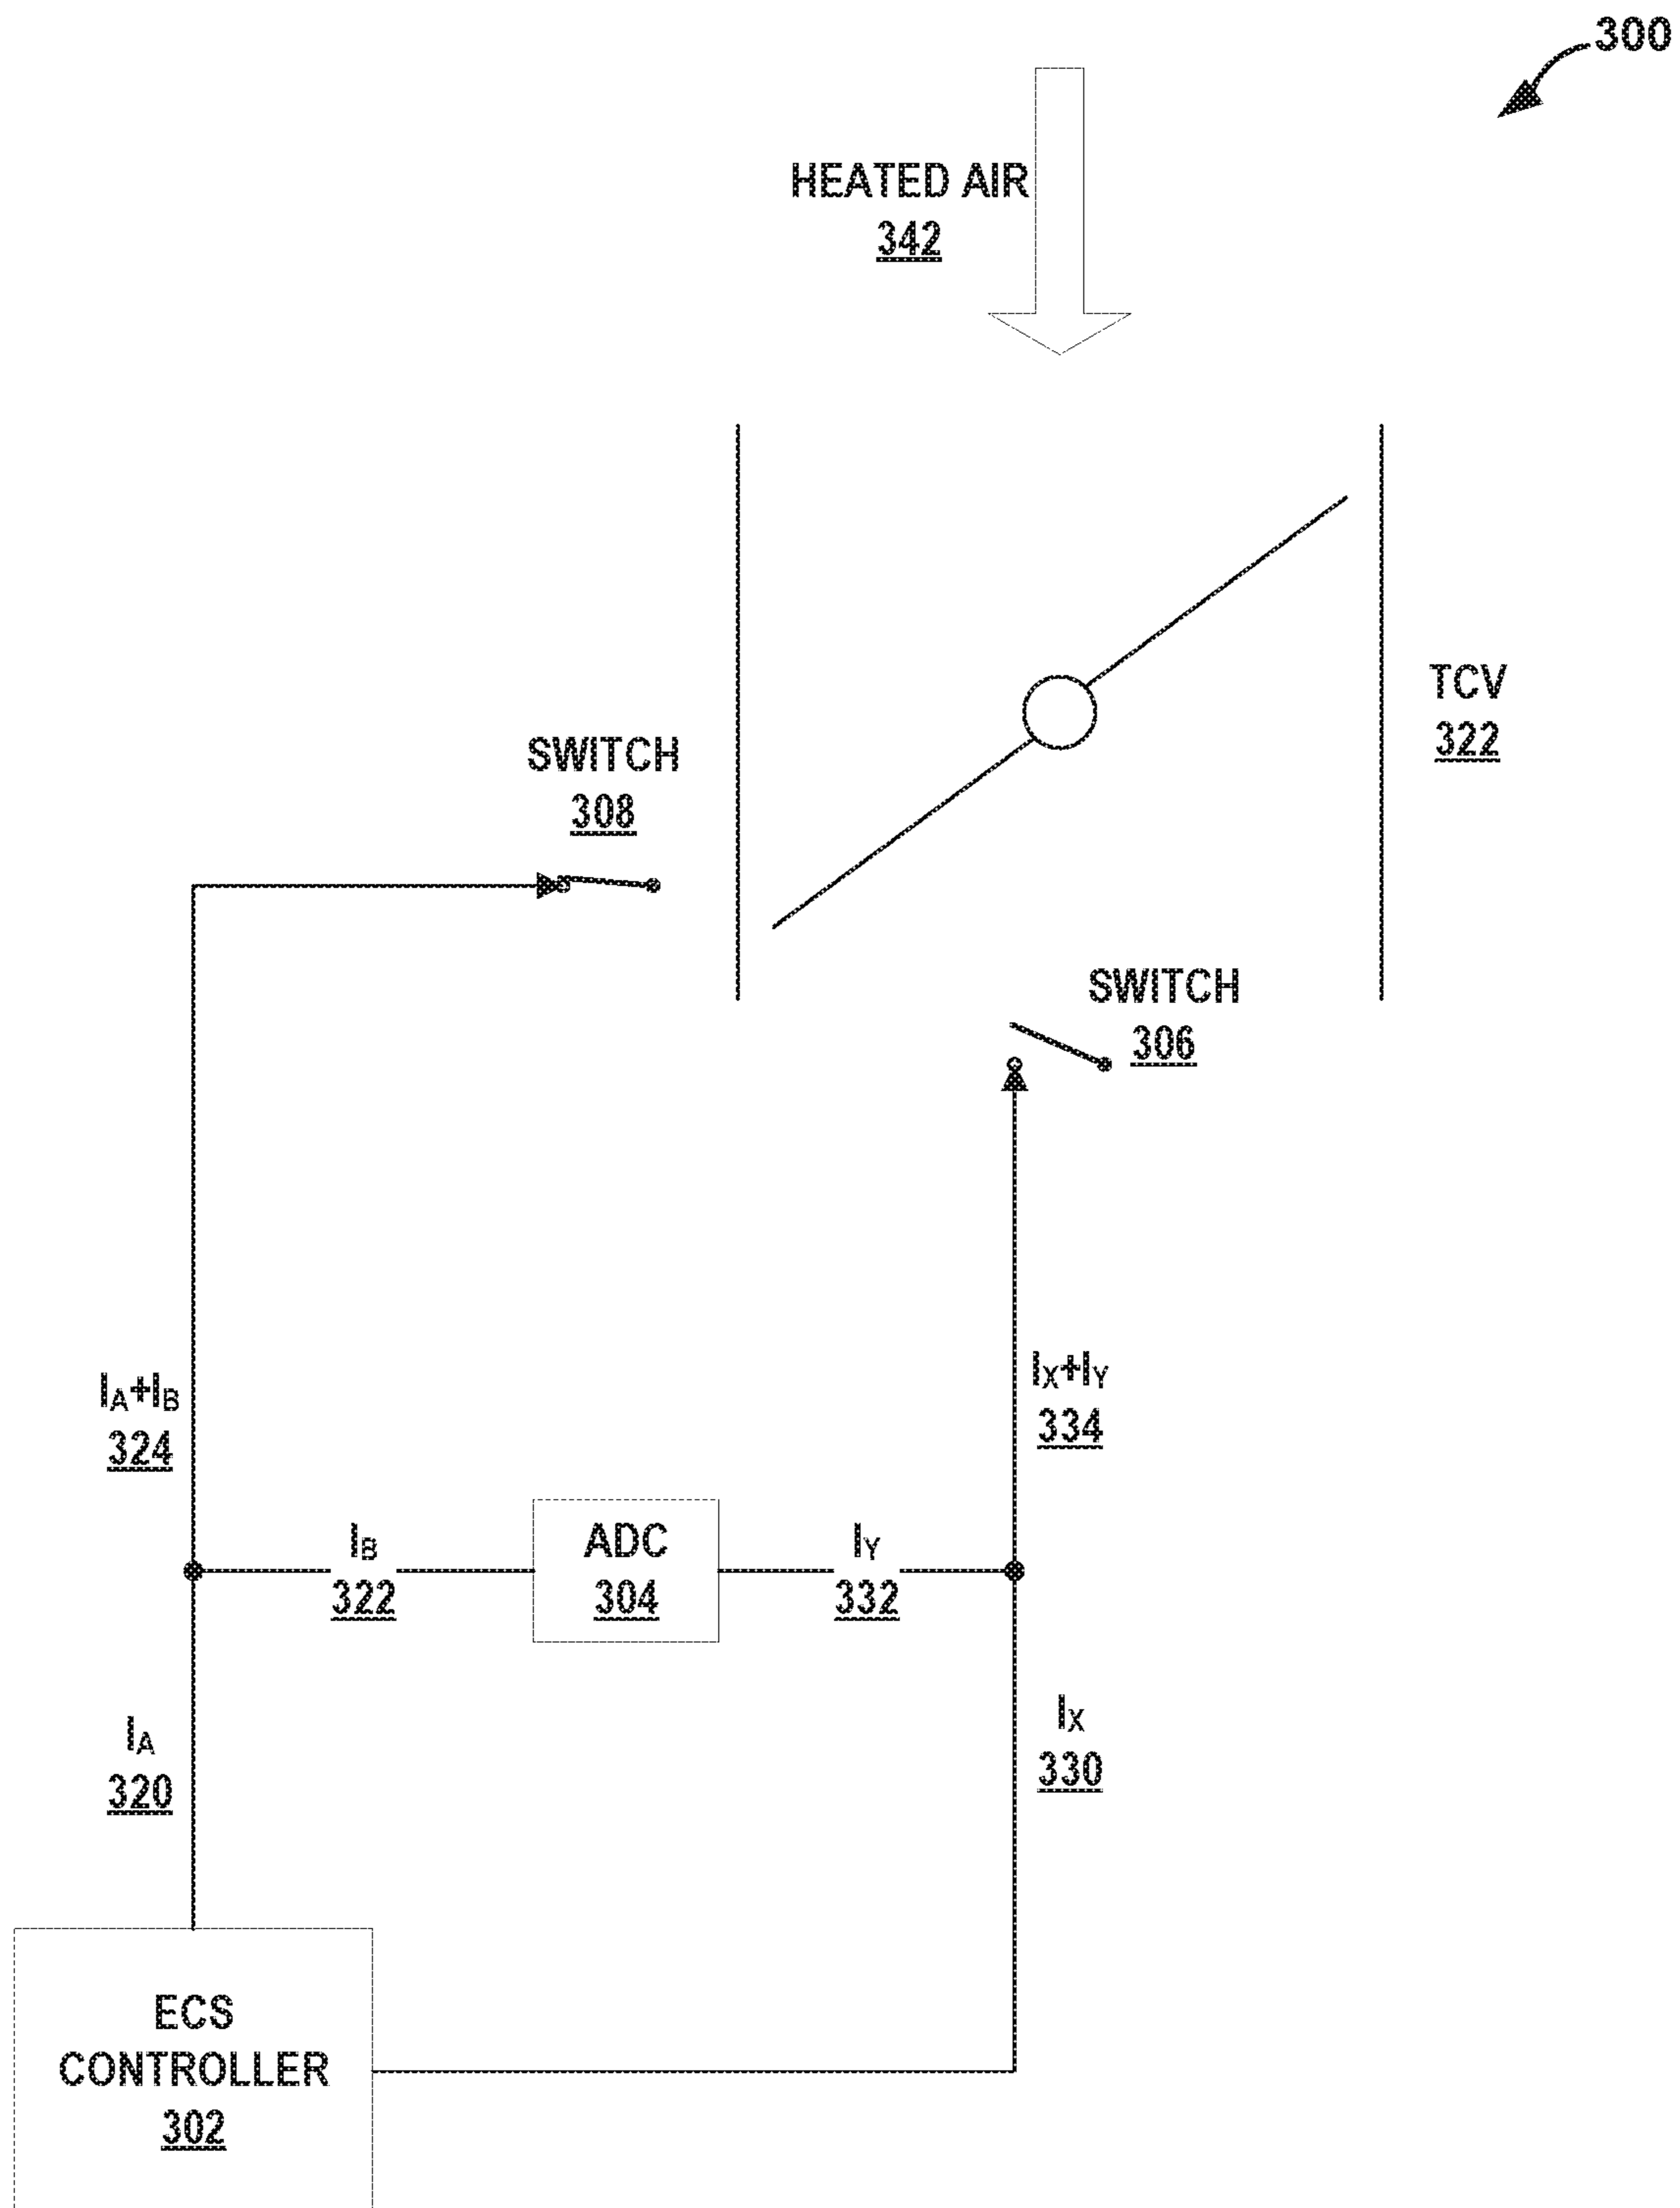 300
HEATED AIR
342
TCV
322
SWITCH
308
SWITCH
306
IA+IB
324
IX+IY
334
IB
322
ADC
304
IY
332
IA
320
IX
330
ECS
CONTROLLER
302